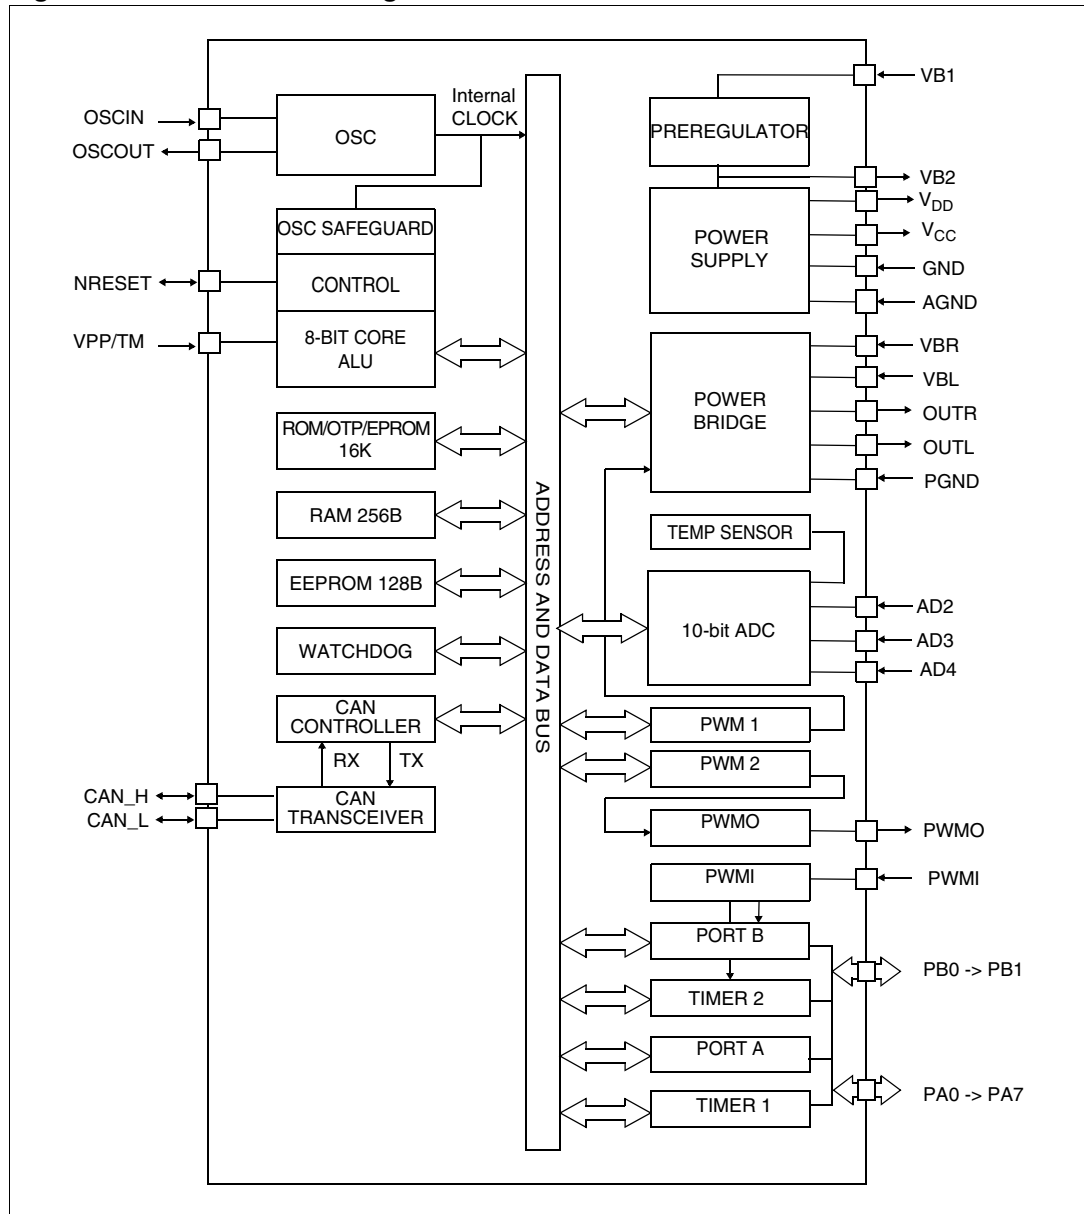 OSCIN
OSCOUT
OSC
Internal
CLOCK
OSC SAFEGUARD
NRESET
CONTROL
VPP/TM
8-BIT CORE
ALU
ROM/OTP/EPROM
16K
RAM 256B
EEPROM 128B
WATCHDOG
CAN
CONTROLLER
RX
TX
CAN_H
CAN_L
CAN
TRANSCEIVER
ADDRESS AND DATA BUS
VB1
PREREGULATOR
VB2
VDD
VCC
POWER
SUPPLY
GND
AGND
VBR
VBL
POWER
BRIDGE
OUTR
OUTL
PGND
TEMP SENSOR
10-bit ADC
AD2
AD3
AD4
PWM 1
PWM 2
PWMO
PWMO
PWMI
PWMI
PORT B
PB0 -> PB1
TIMER 2
PORT A
PA0 -> PA7
TIMER 1